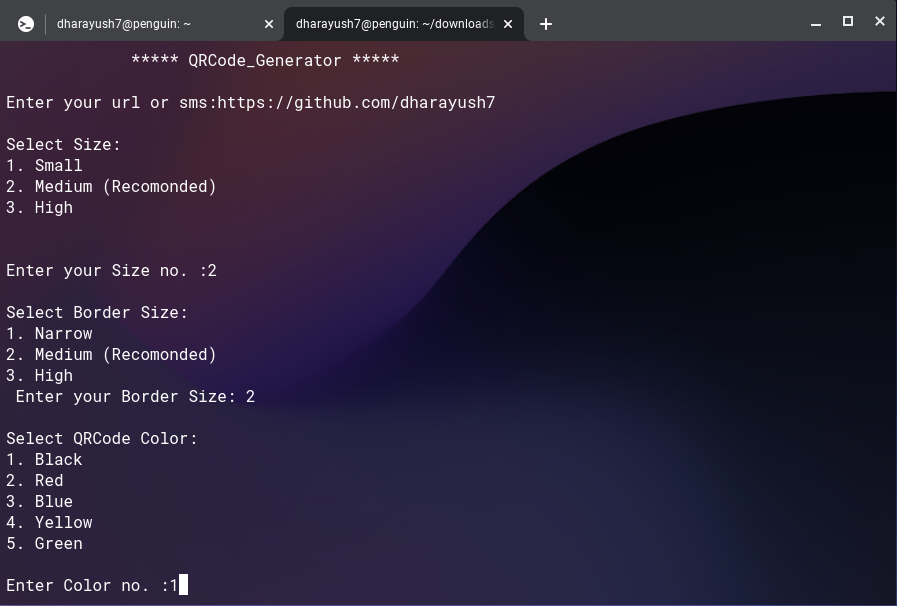 dharayush7@penguin: ~
dharayush7@penguin: ~/downloads
***** QRCode_Generator *****
Enter your url or sms:https://github.com/dharayush7
Select Size:
1. Small
2. Medium (Recomonded)
3. High
Enter your Size no. :2
Select Border Size:
1. Narrow
2. Medium (Recomonded)
3. High
Enter your Border Size: 2
Select QRCode Color:
1. Black
2. Red
3. Blue
4. Yellow
5. Green
Enter Color no. :1